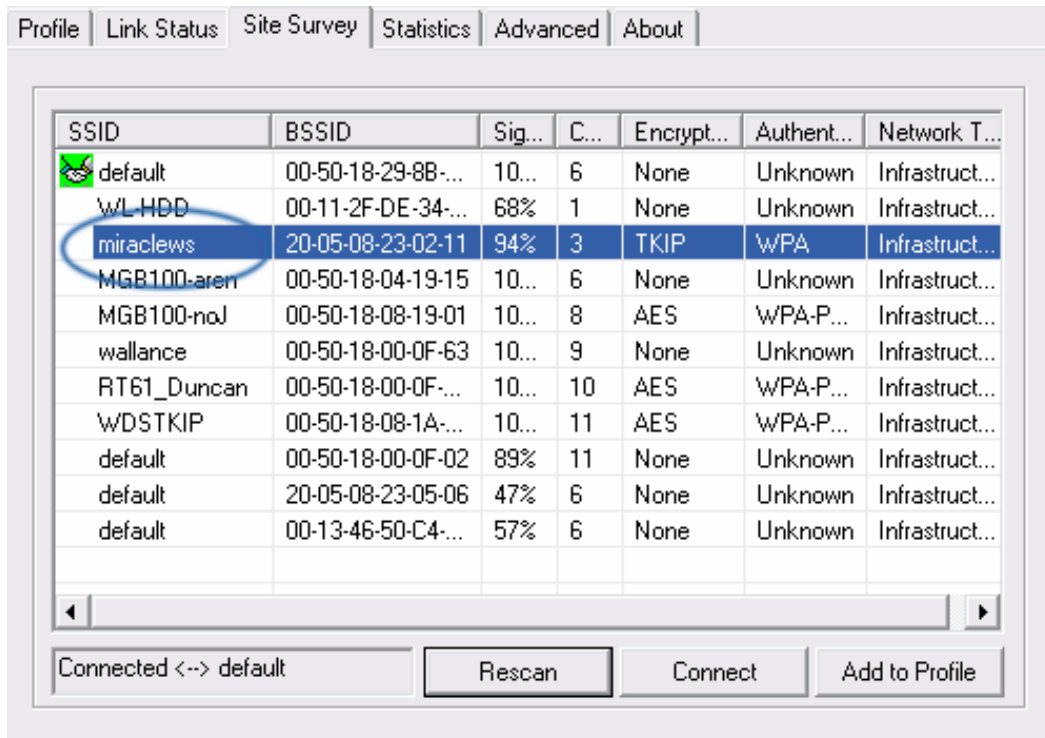 Profile Link Status Site Survey Statistics Advanced About
SSID BSSID Sig... C... Encrypt... Authent... Network T...
default 00-50-18-29-8B-... 10... 6 None Unknown Infrastruct...
WL-HDD 00-11-2F-DE-34-... 68% 1 None Unknown Infrastruct...
miraclews 20-05-08-23-02-11 94% 3 TKIP WPA Infrastruct...
MGB100-aren 00-50-18-04-19-15 10... 6 None Unknown Infrastruct...
MGB100-noJ 00-50-18-08-19-01 10... 8 AES WPA-P... Infrastruct...
wallance 00-50-18-00-0F-63 10... 9 None Unknown Infrastruct...
RT61_Duncan 00-50-18-00-0F-... 10... 10 AES WPA-P... Infrastruct...
WDSTKIP 00-50-18-08-1A-... 10... 11 AES WPA-P... Infrastruct...
default 00-50-18-00-0F-02 89% 11 None Unknown Infrastruct...
default 20-05-08-23-05-06 47% 6 None Unknown Infrastruct...
default 00-13-46-50-C4-... 57% 6 None Unknown Infrastruct...
Connected <--> default Rescan Connect Add to Profile